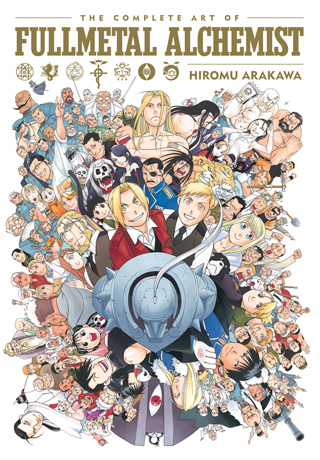 THE COMPLETE ART OF
FULLMETAL ALCHEMIST
HIROMU ARAKAWA